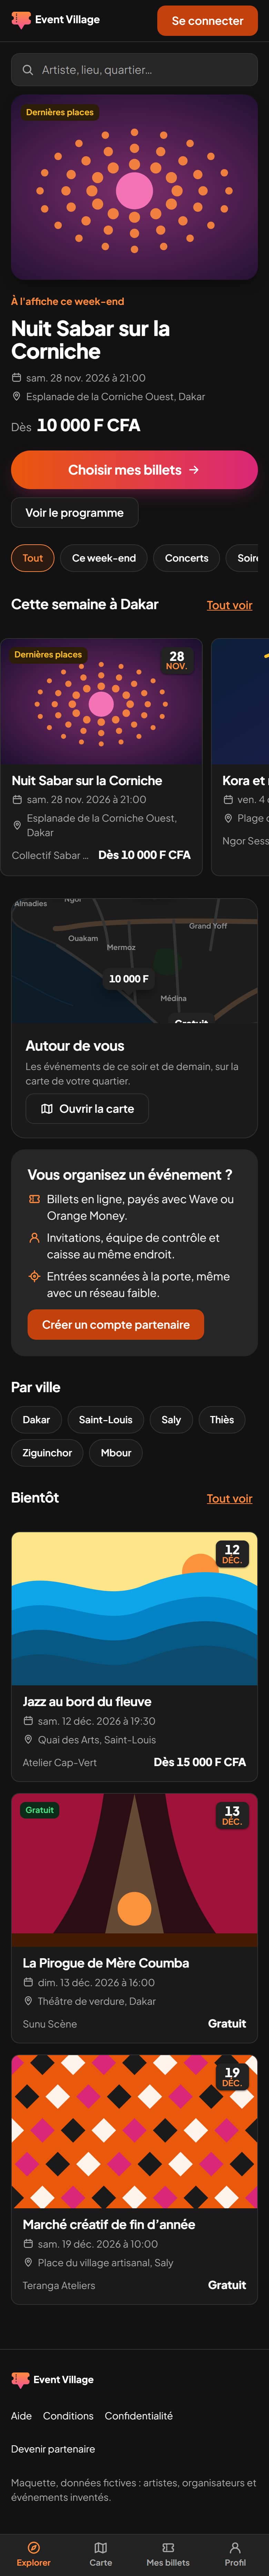 Event Village
Se connecter
Artiste, lieu, quartier…
Dernières places
À l'affiche ce week-end
Nuit Sabar sur la
Corniche
sam. 28 nov. 2026 à 21:00
Esplanade de la Corniche Ouest, Dakar
Dès 10 000 F CFA
Choisir mes billets →
Voir le programme
Tout
Ce week-end
Concerts
Soiré
Cette semaine à Dakar
Tout voir
Dernières places
28
NOV.
Nuit Sabar sur la Corniche
sam. 28 nov. 2026 à 21:00
Esplanade de la Corniche Ouest,
Dakar
Collectif Sabar …
Dès 10 000 F CFA
Kora et
ven. 4
Plage
Ngor Sess
Almadies
Ngor
Grand Yoff
Ouakam
Mermoz
10 000 F
Médina
Gratuit
Autour de vous
Les événements de ce soir et de demain, sur la
carte de votre quartier.
Ouvrir la carte
Vous organisez un événement ?
Billets en ligne, payés avec Wave ou
Orange Money.
Invitations, équipe de contrôle et
caisse au même endroit.
Entrées scannées à la porte, même
avec un réseau faible.
Créer un compte partenaire
Par ville
Dakar
Saint-Louis
Saly
Thiès
Ziguinchor
Mbour
Bientôt
Tout voir
12
DÉC.
Jazz au bord du fleuve
sam. 12 déc. 2026 à 19:30
Quai des Arts, Saint-Louis
Atelier Cap-Vert
Dès 15 000 F CFA
Gratuit
13
DÉC.
La Pirogue de Mère Coumba
dim. 13 déc. 2026 à 16:00
Théâtre de verdure, Dakar
Sunu Scène
Gratuit
19
DÉC.
Marché créatif de fin d’année
sam. 19 déc. 2026 à 10:00
Place du village artisanal, Saly
Teranga Ateliers
Gratuit
Event Village
Aide
Conditions
Confidentialité
Devenir partenaire
Maquette, données fictives : artistes, organisateurs et
événements inventés.
Explorer
Carte
Mes billets
Profil